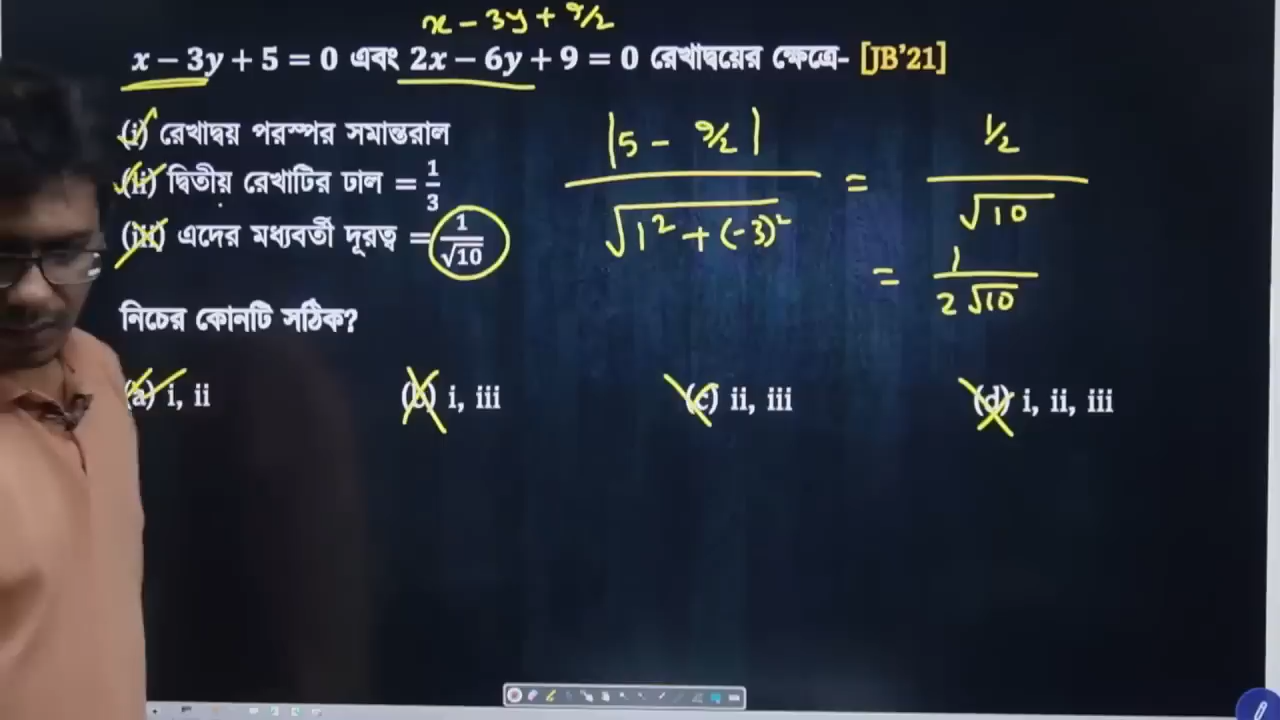 x - 3y + 9/2
x − 3y + 5 = 0 এবং 2x − 6y + 9 = 0 রেখাদ্বয়ের ক্ষেত্রে- [JB'21]
(i) রেখাদ্বয় পরস্পর সমান্তরাল
(ii) দ্বিতীয় রেখাটির ঢাল = 1/3
(iii) এদের মধ্যবর্তী দূরত্ব = 1/√10
|5 - 9/2| / √1² + (-3)² = 1/2 / √10
= 1 / 2√10
নিচের কোনটি সঠিক?
(a) i, ii (b) i, iii (c) ii, iii (d) i, ii, iii